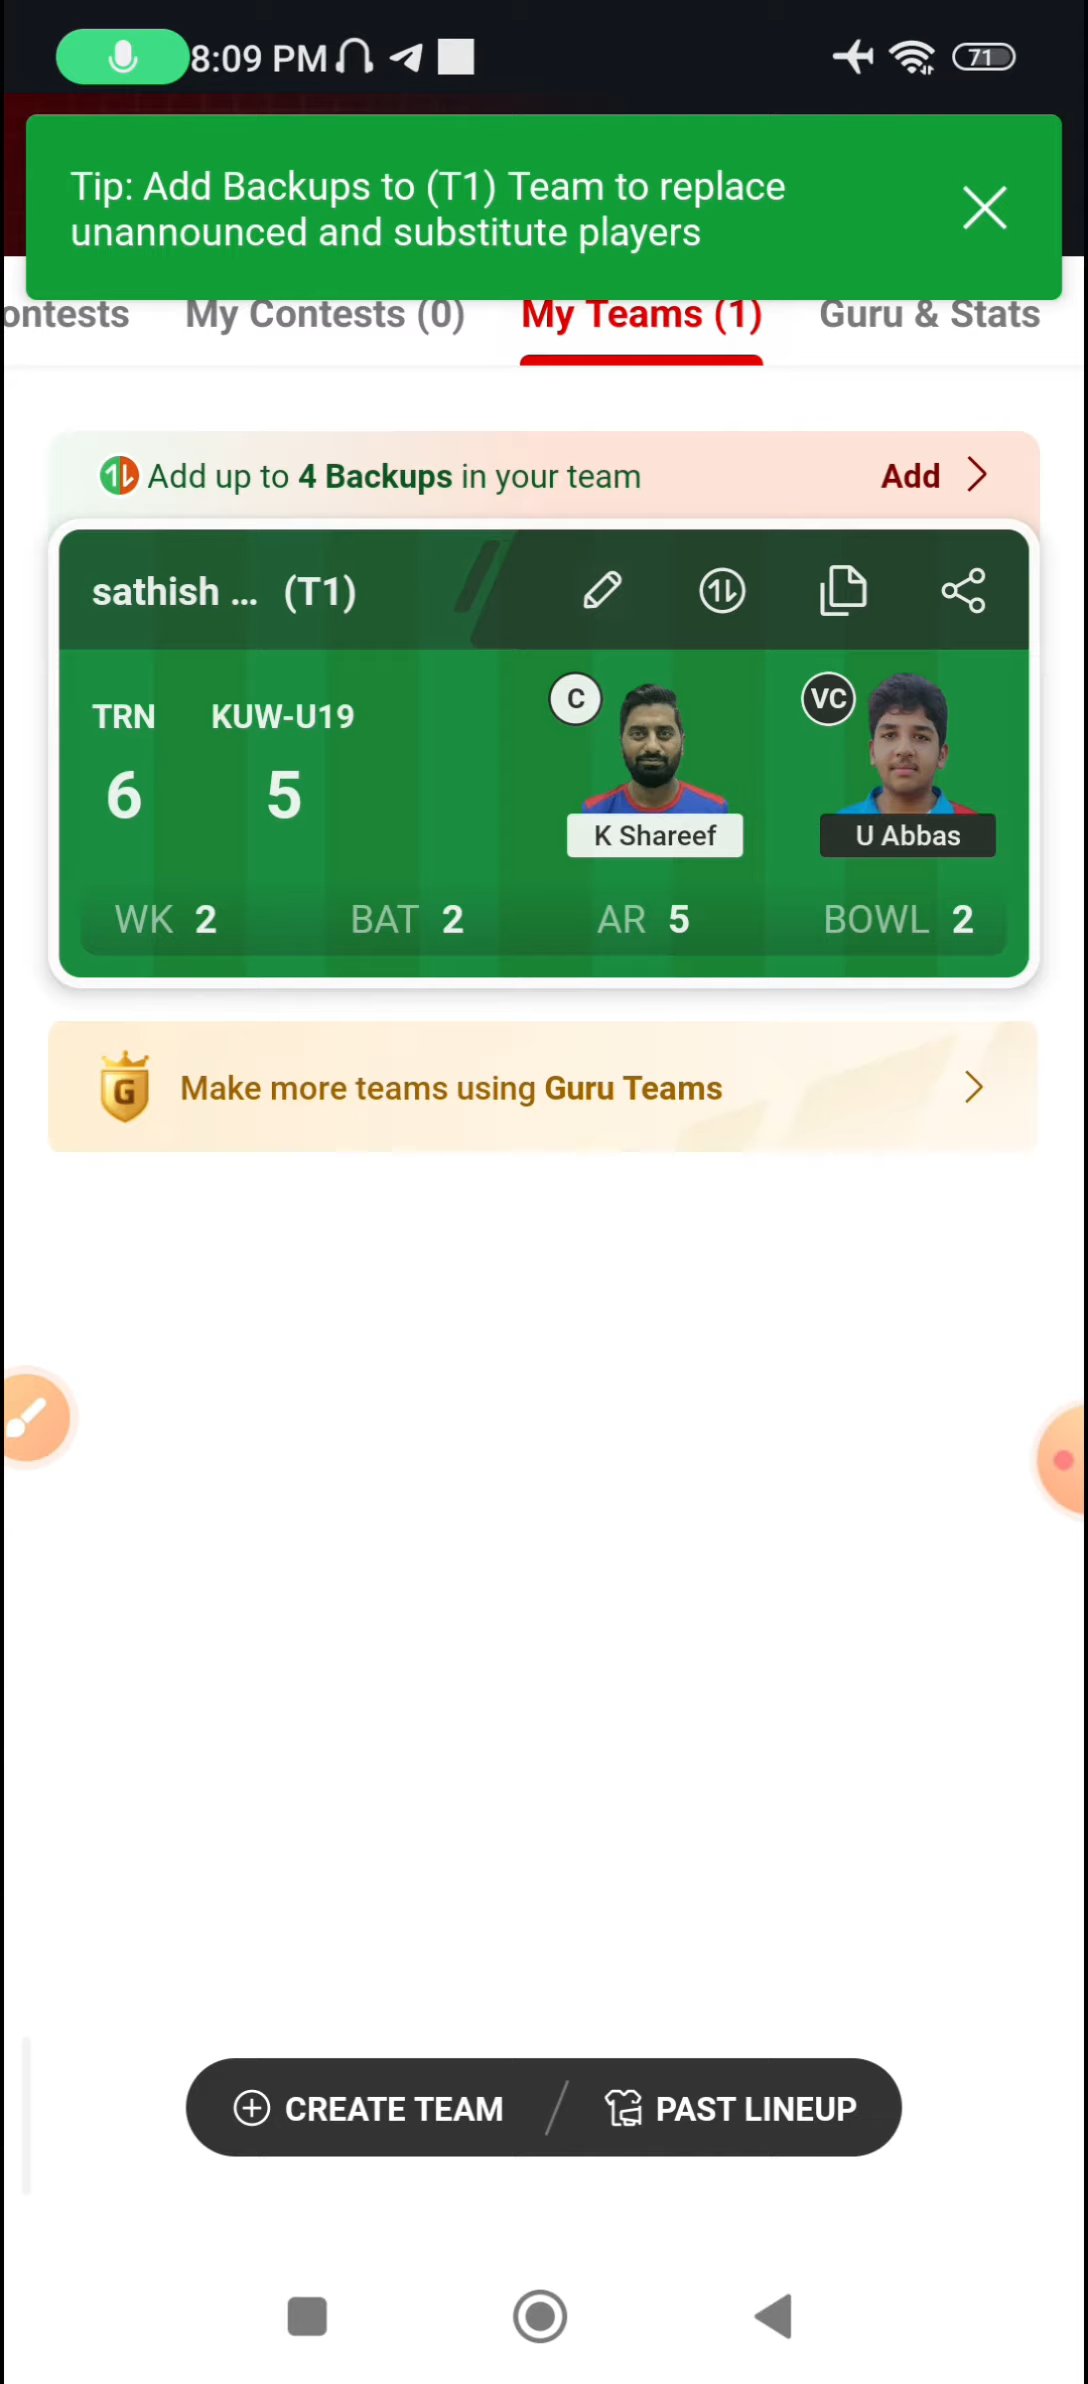 8:09 PM
71
Tip: Add Backups to (T1) Team to replace
unannounced and substitute players
ontests My Contests (0) My Teams (1) Guru & Stats
Add up to 4 Backups in your team Add
sathish ... (T1)
TRN KUW-U19
C VC
6 5
K Shareef U Abbas
WK 2 BAT 2 AR 5 BOWL 2
G Make more teams using Guru Teams
CREATE TEAM / PAST LINEUP